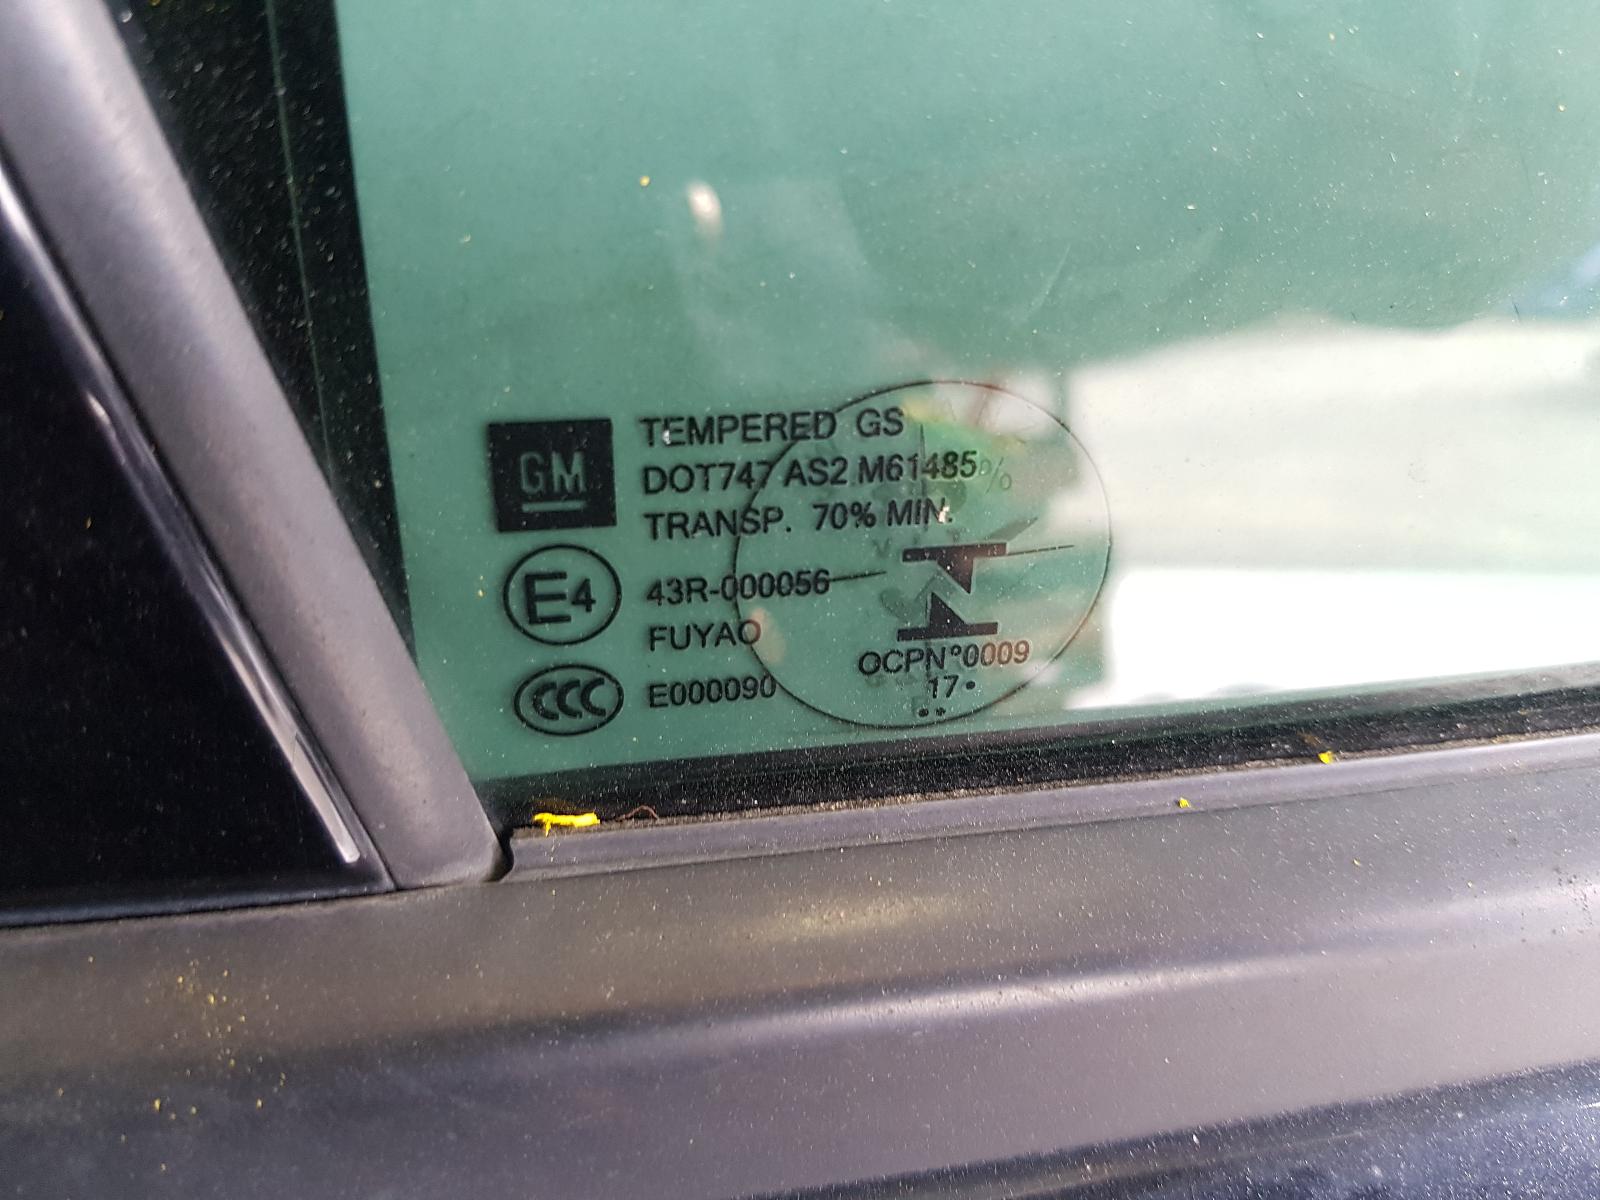 GM
TEMPERED GS
DOT747 AS2 M61485
TRANSP. 70% MIN.
E4
43R-000056
FUYAO
CCC
E000090
OCPN°0009
17•
••